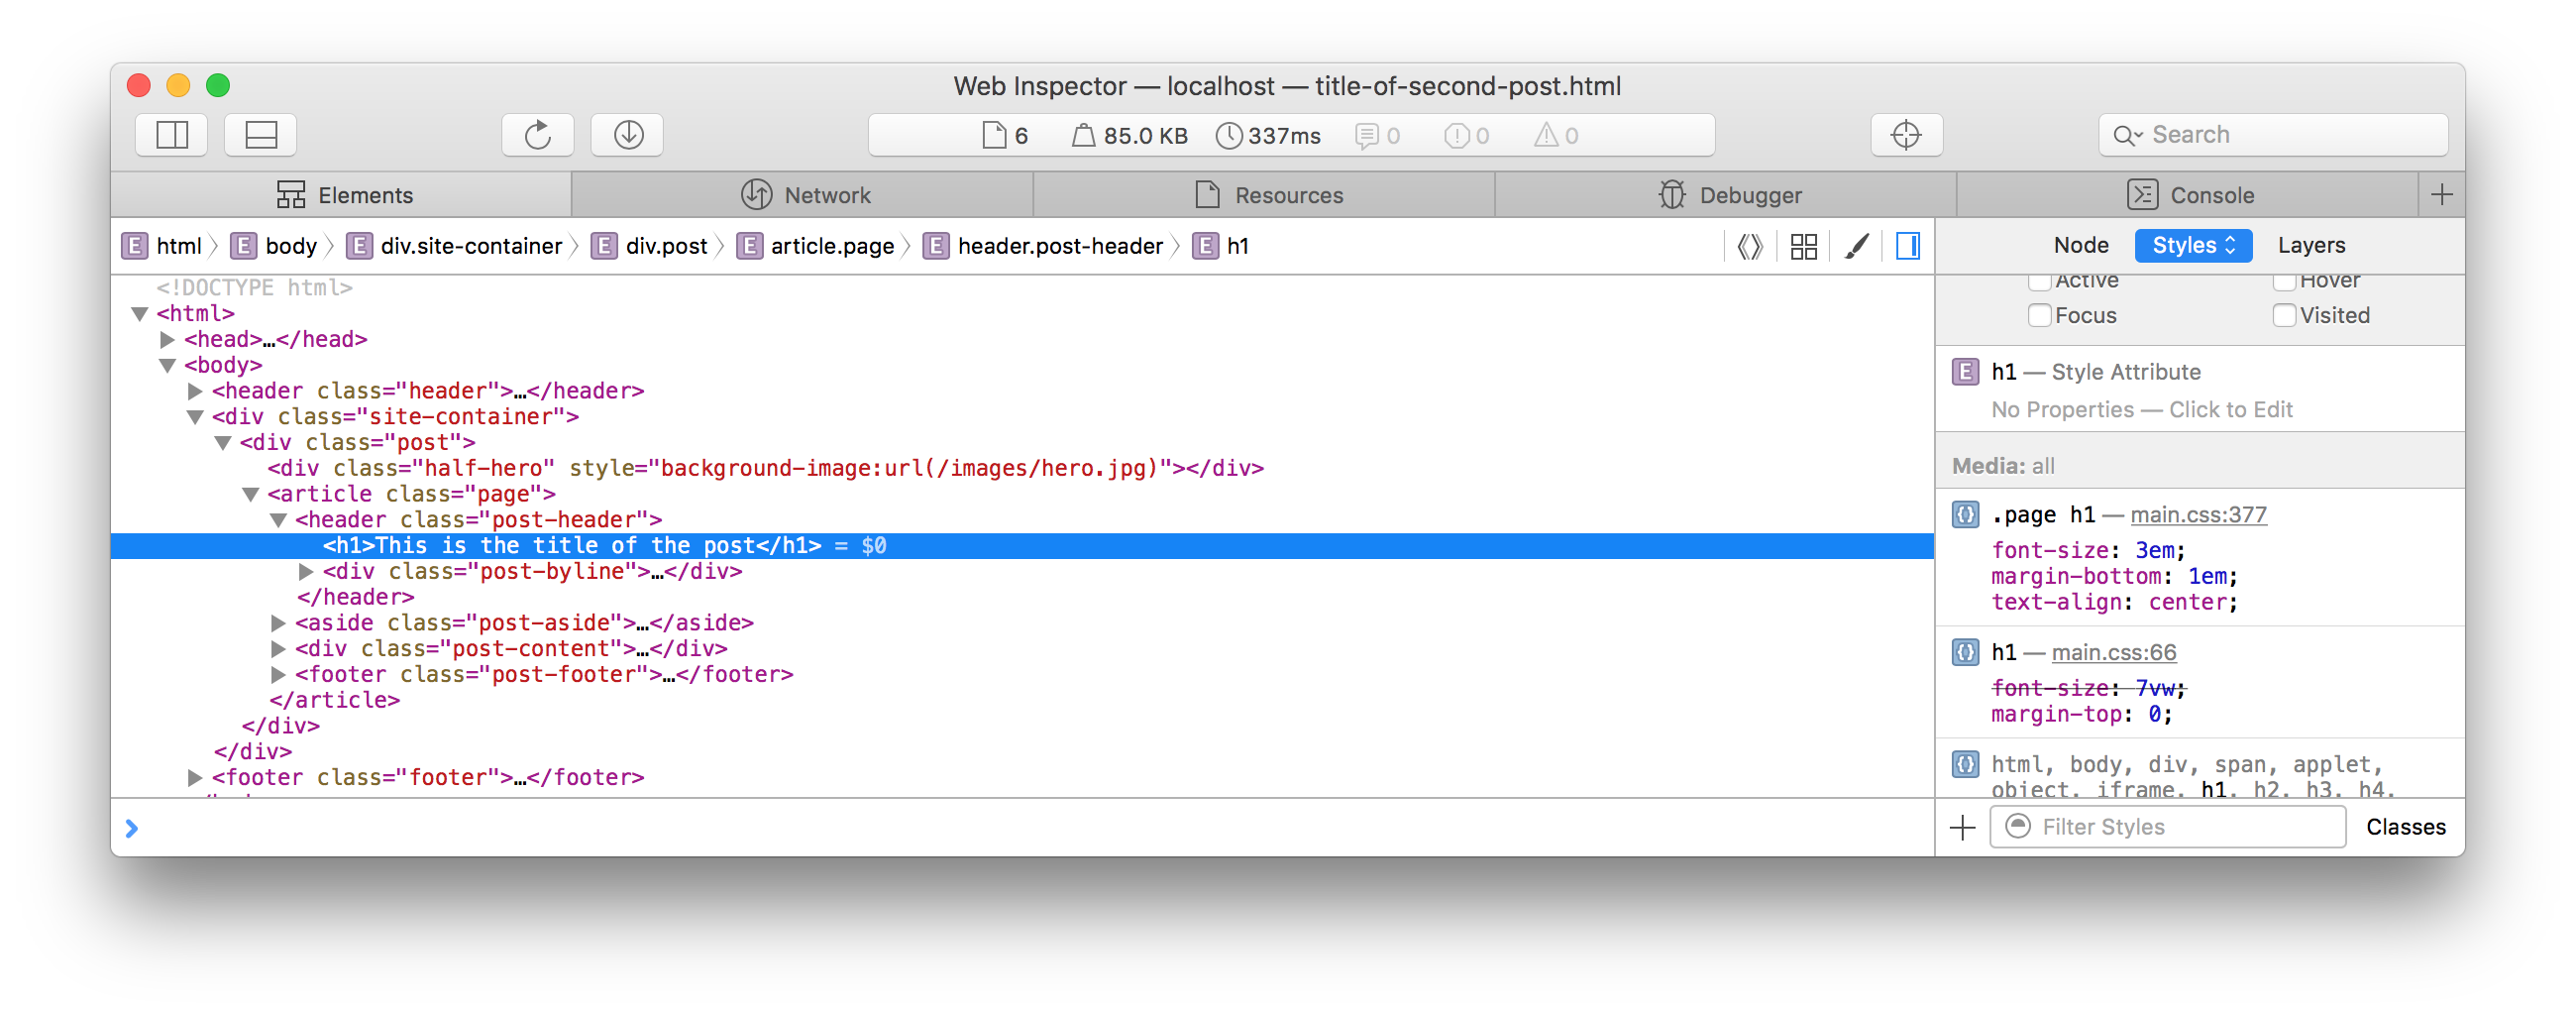 Web Inspector — localhost — title-of-second-post.html
6 85.0 KB 337ms 0 0 0
Search
Elements Network Resources Debugger Console
E html E body E div.site-container E div.post E article.page E header.post-header E h1
Node Styles Layers
<!DOCTYPE html>
<html>
<head>…</head>
<body>
<header class="header">…</header>
<div class="site-container">
<div class="post">
<div class="half-hero" style="background-image:url(/images/hero.jpg)"></div>
<article class="page">
<header class="post-header">
<h1>This is the title of the post</h1> = $0
<div class="post-byline">…</div>
</header>
<aside class="post-aside">…</aside>
<div class="post-content">…</div>
<footer class="post-footer">…</footer>
</article>
</div>
</div>
<footer class="footer">…</footer>
Active Hover
Focus Visited
E h1 — Style Attribute
No Properties — Click to Edit
Media: all
{} .page h1 — main.css:377
font-size: 3em;
margin-bottom: 1em;
text-align: center;
{} h1 — main.css:66
font-size: 7vw;
margin-top: 0;
{} html, body, div, span, applet,
object, iframe, h1, h2, h3, h4,
Filter Styles Classes